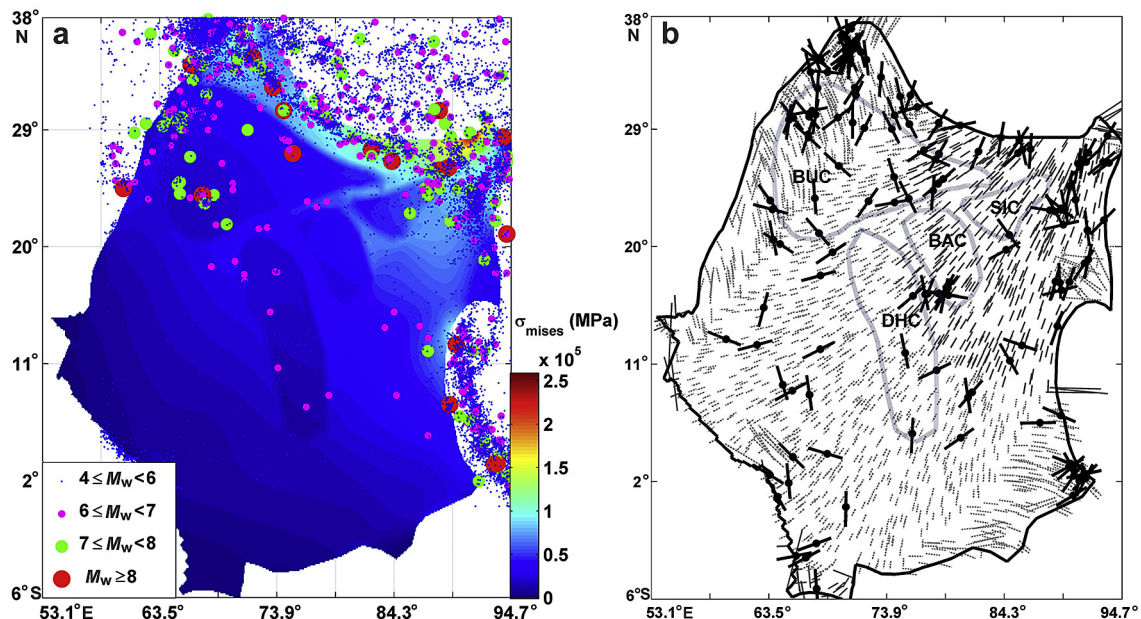 a
38°
N
29°
20°
11°
2°
6°S
53.1°E 63.5° 73.9° 84.3° 94.7°
4 ≤ Mw <6
6 ≤ Mw <7
7 ≤ Mw <8
Mw ≥8
σmises (MPa)
x 10⁵
2.5
2
1.5
1
0.5
0
b
38°
N
29°
20°
11°
2°
6°S
53.1°E 63.5° 73.9° 84.3° 94.7°
BUC
SIC
BAC
DHC